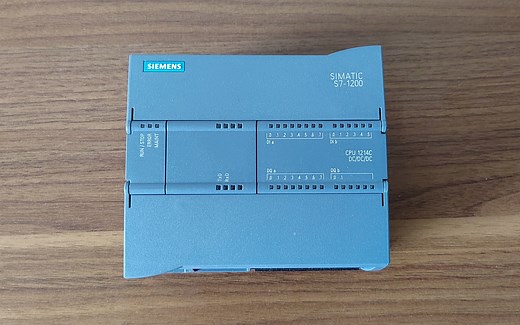 SIEMENS
SIMATIC
S7-1200
RUN / STOP
ERROR
MAINT
0 1 2 3 4 5 6 7
DI a
0 1 2 3 4 5
DI b
CPU 1214C
DC/DC/DC
TxD
RxD
DQ a
0 1 2 3 4 5 6 7
DQ b
0 1